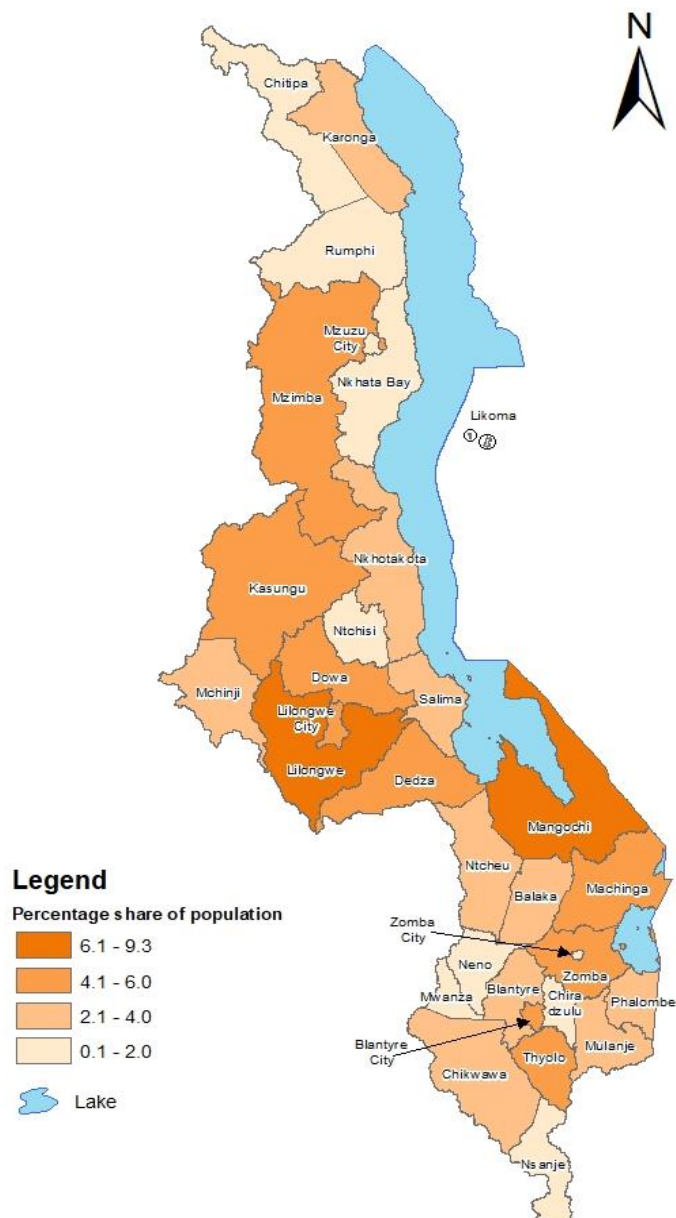 N
Chitipa
Karonga
Rumphi
Mzuzu
City
Nkhata Bay
Mzimba
Likoma
Nkhotakota
Kasungu
Ntchisi
Dowa
Mchinji
Salima
Lilongwe
City
Lilongwe
Dedza
Mangochi
Ntcheu
Machinga
Balaka
Zomba
City
Neno
Zomba
Blantyre
Chira
dzulu
Mwanza
Phalombe
Blantyre
City
Mulanje
Thyolo
Chikwawa
Nsanje
Legend
Percentage share of population
6.1 - 9.3
4.1 - 6.0
2.1 - 4.0
0.1 - 2.0
Lake